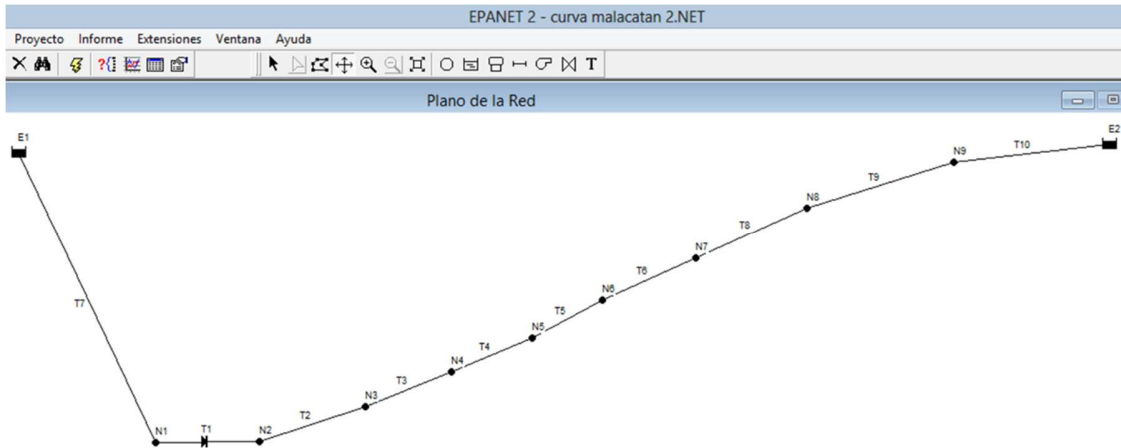 EPANET 2 - curva malacatan 2.NET
Proyecto Informe Extensiones Ventana Ayuda
T
Plano de la Red
E1
E2
N9
T10
T9
N8
T8
N7
T6
N6
T7
T5
N5
T4
N4
T3
N3
T2
N1
T1
N2